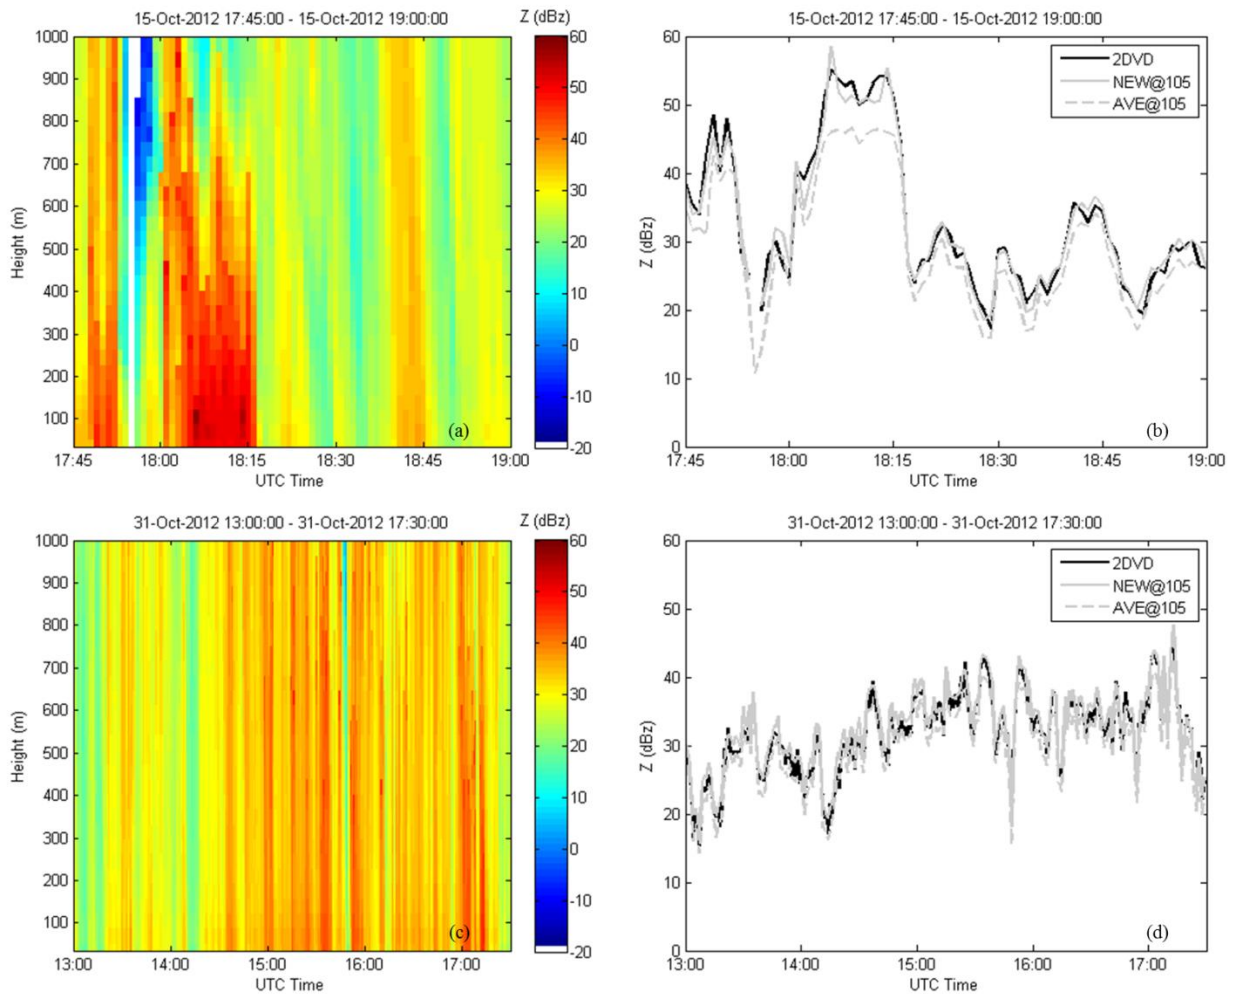 15-Oct-2012 17:45:00 - 15-Oct-2012 19:00:00
Z (dBz)
1000
900
800
700
600
500
400
300
200
100
Height (m)
60
50
40
30
20
10
0
-10
-20
(a)
17:45 18:00 18:15 18:30 18:45 19:00
UTC Time
15-Oct-2012 17:45:00 - 15-Oct-2012 19:00:00
60
50
40
30
20
10
0
Z (dBz)
2DVD
NEW@105
AVE@105
(b)
17:45 18:00 18:15 18:30 18:45 19:00
UTC Time
31-Oct-2012 13:00:00 - 31-Oct-2012 17:30:00
Z (dBz)
1000
900
800
700
600
500
400
300
200
100
Height (m)
60
50
40
30
20
10
0
-10
-20
(c)
13:00 14:00 15:00 16:00 17:00
UTC Time
31-Oct-2012 13:00:00 - 31-Oct-2012 17:30:00
60
50
40
30
20
10
0
Z (dBz)
2DVD
NEW@105
AVE@105
(d)
13:00 14:00 15:00 16:00 17:00
UTC Time